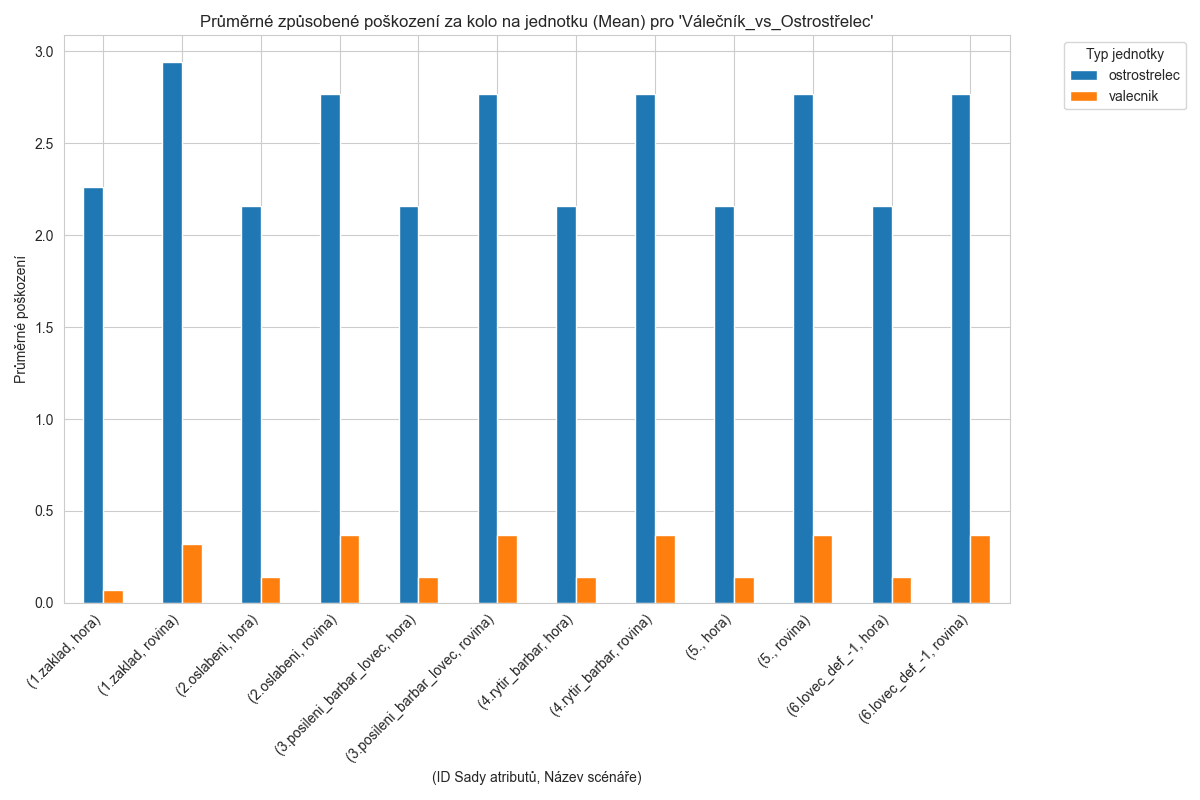 Průměrné způsobené poškození za kolo na jednotku (Mean) pro 'Válečník_vs_Ostrostřelec'
Typ jednotky
ostrostrelec
valecnik
Průměrné poškození
3.0
2.5
2.0
1.5
1.0
0.5
0.0
(1.zaklad, hora)
(1.zaklad, rovina)
(2.oslabeni, hora)
(2.oslabeni, rovina)
(3.posileni_barbar_lovec, hora)
(3.posileni_barbar_lovec, rovina)
(4.rytir_barbar, hora)
(4.rytir_barbar, rovina)
(5., hora)
(5., rovina)
(6.lovec_def_-1, hora)
(6.lovec_def_-1, rovina)
(ID Sady atributů, Název scénáře)